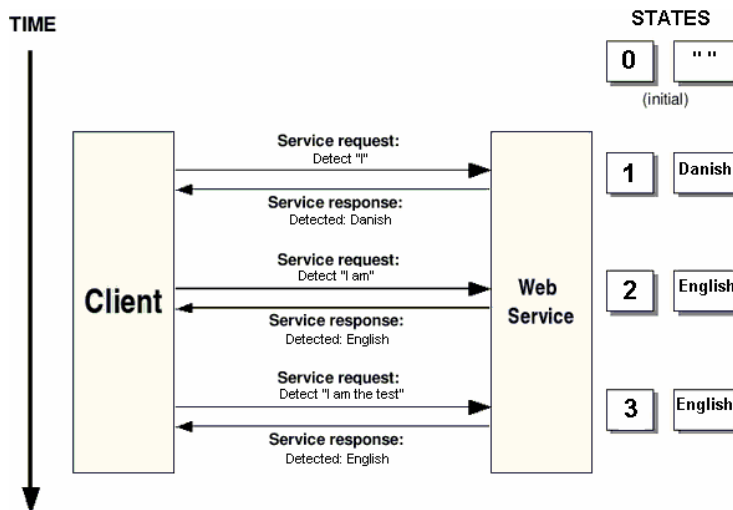 TIME
STATES
0
" "
(initial)
Service request:
Detect "I"
1
Danish
Service response:
Detected: Danish
Service request:
Detect "I am"
Client
Web
Service
2
English
Service response:
Detected: English
Service request:
Detect "I am the test"
3
English
Service response:
Detected: English